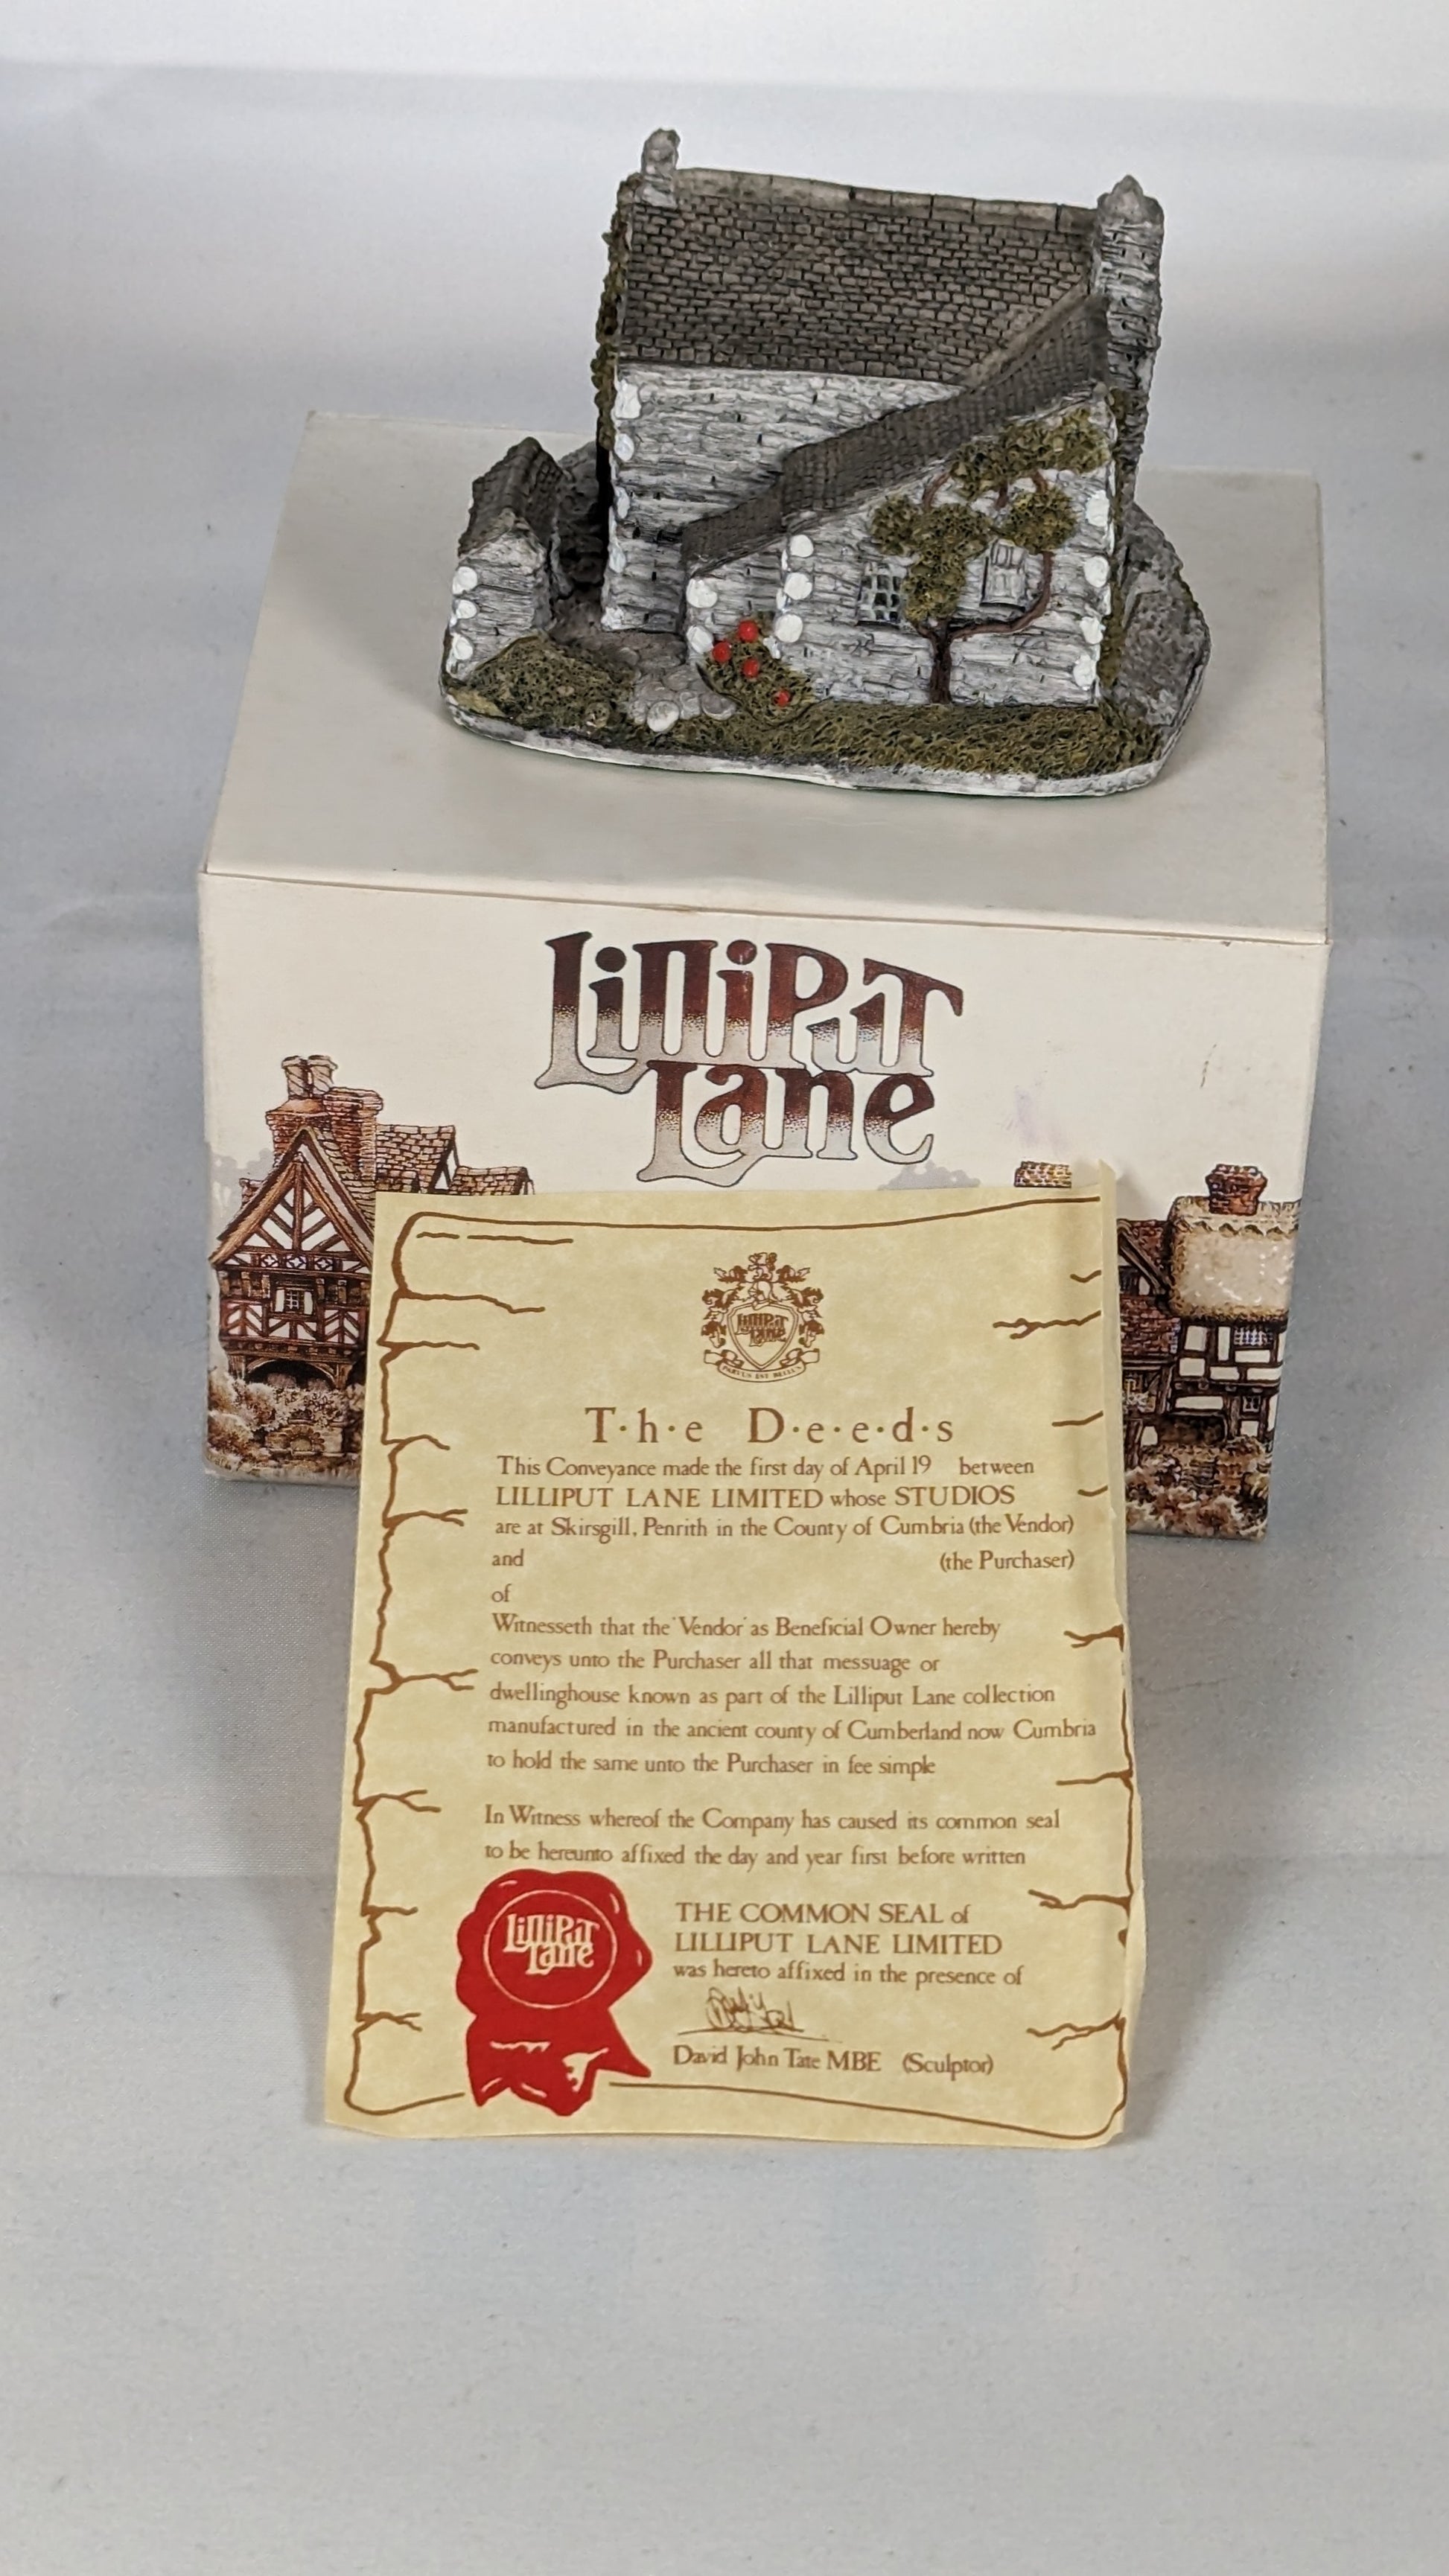 LilliPuT
Lane
LilliPuT
Lane
T·h·e D·e·e·d·s
This Conveyance made the first day of April 19 between
LILLIPUT LANE LIMITED whose STUDIOS
are at Skirsgill, Penrith in the County of Cumbria (the Vendor)
and (the Purchaser)
of
Witnesseth that the 'Vendor' as Beneficial Owner hereby
conveys unto the Purchaser all that messuage or
dwellinghouse known as part of the Lilliput Lane collection
manufactured in the ancient county of Cumberland now Cumbria
to hold the same unto the Purchaser in fee simple
In Witness whereof the Company has caused its common seal
to be hereunto affixed the day and year first before written
LilliPuT
Lane
THE COMMON SEAL of
LILLIPUT LANE LIMITED
was hereto affixed in the presence of
David John Tate MBE (Sculptor)